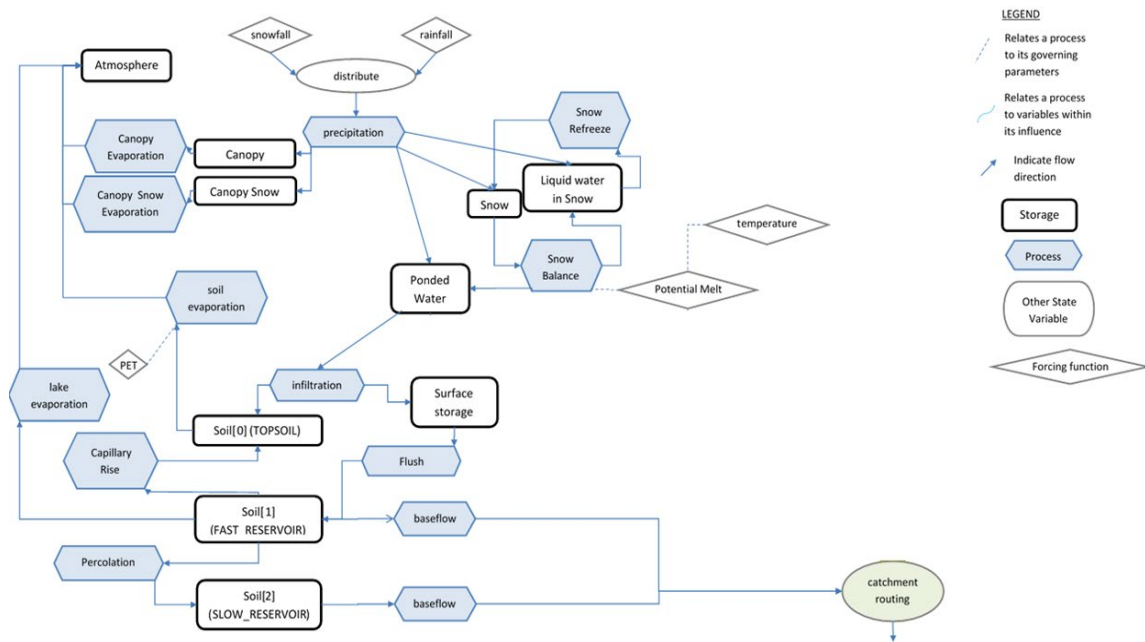 snowfall
rainfall
distribute
Atmosphere
precipitation
Snow
Refreeze
Canopy
Evaporation
Canopy
Canopy Snow
Evaporation
Canopy Snow
Liquid water
in Snow
Snow
temperature
Snow
Balance
Ponded
Water
Potential Melt
soil
evaporation
PET
lake
evaporation
infiltration
Surface
storage
Soil[0] (TOPSOIL)
Capillary
Rise
Flush
Soil[1]
(FAST_RESERVOIR)
baseflow
Percolation
Soil[2]
(SLOW_RESERVOIR)
baseflow
catchment
routing
LEGEND
Relates a process
to its governing
parameters
Relates a process
to variables within
its influence
Indicate flow
direction
Storage
Process
Other State
Variable
Forcing function